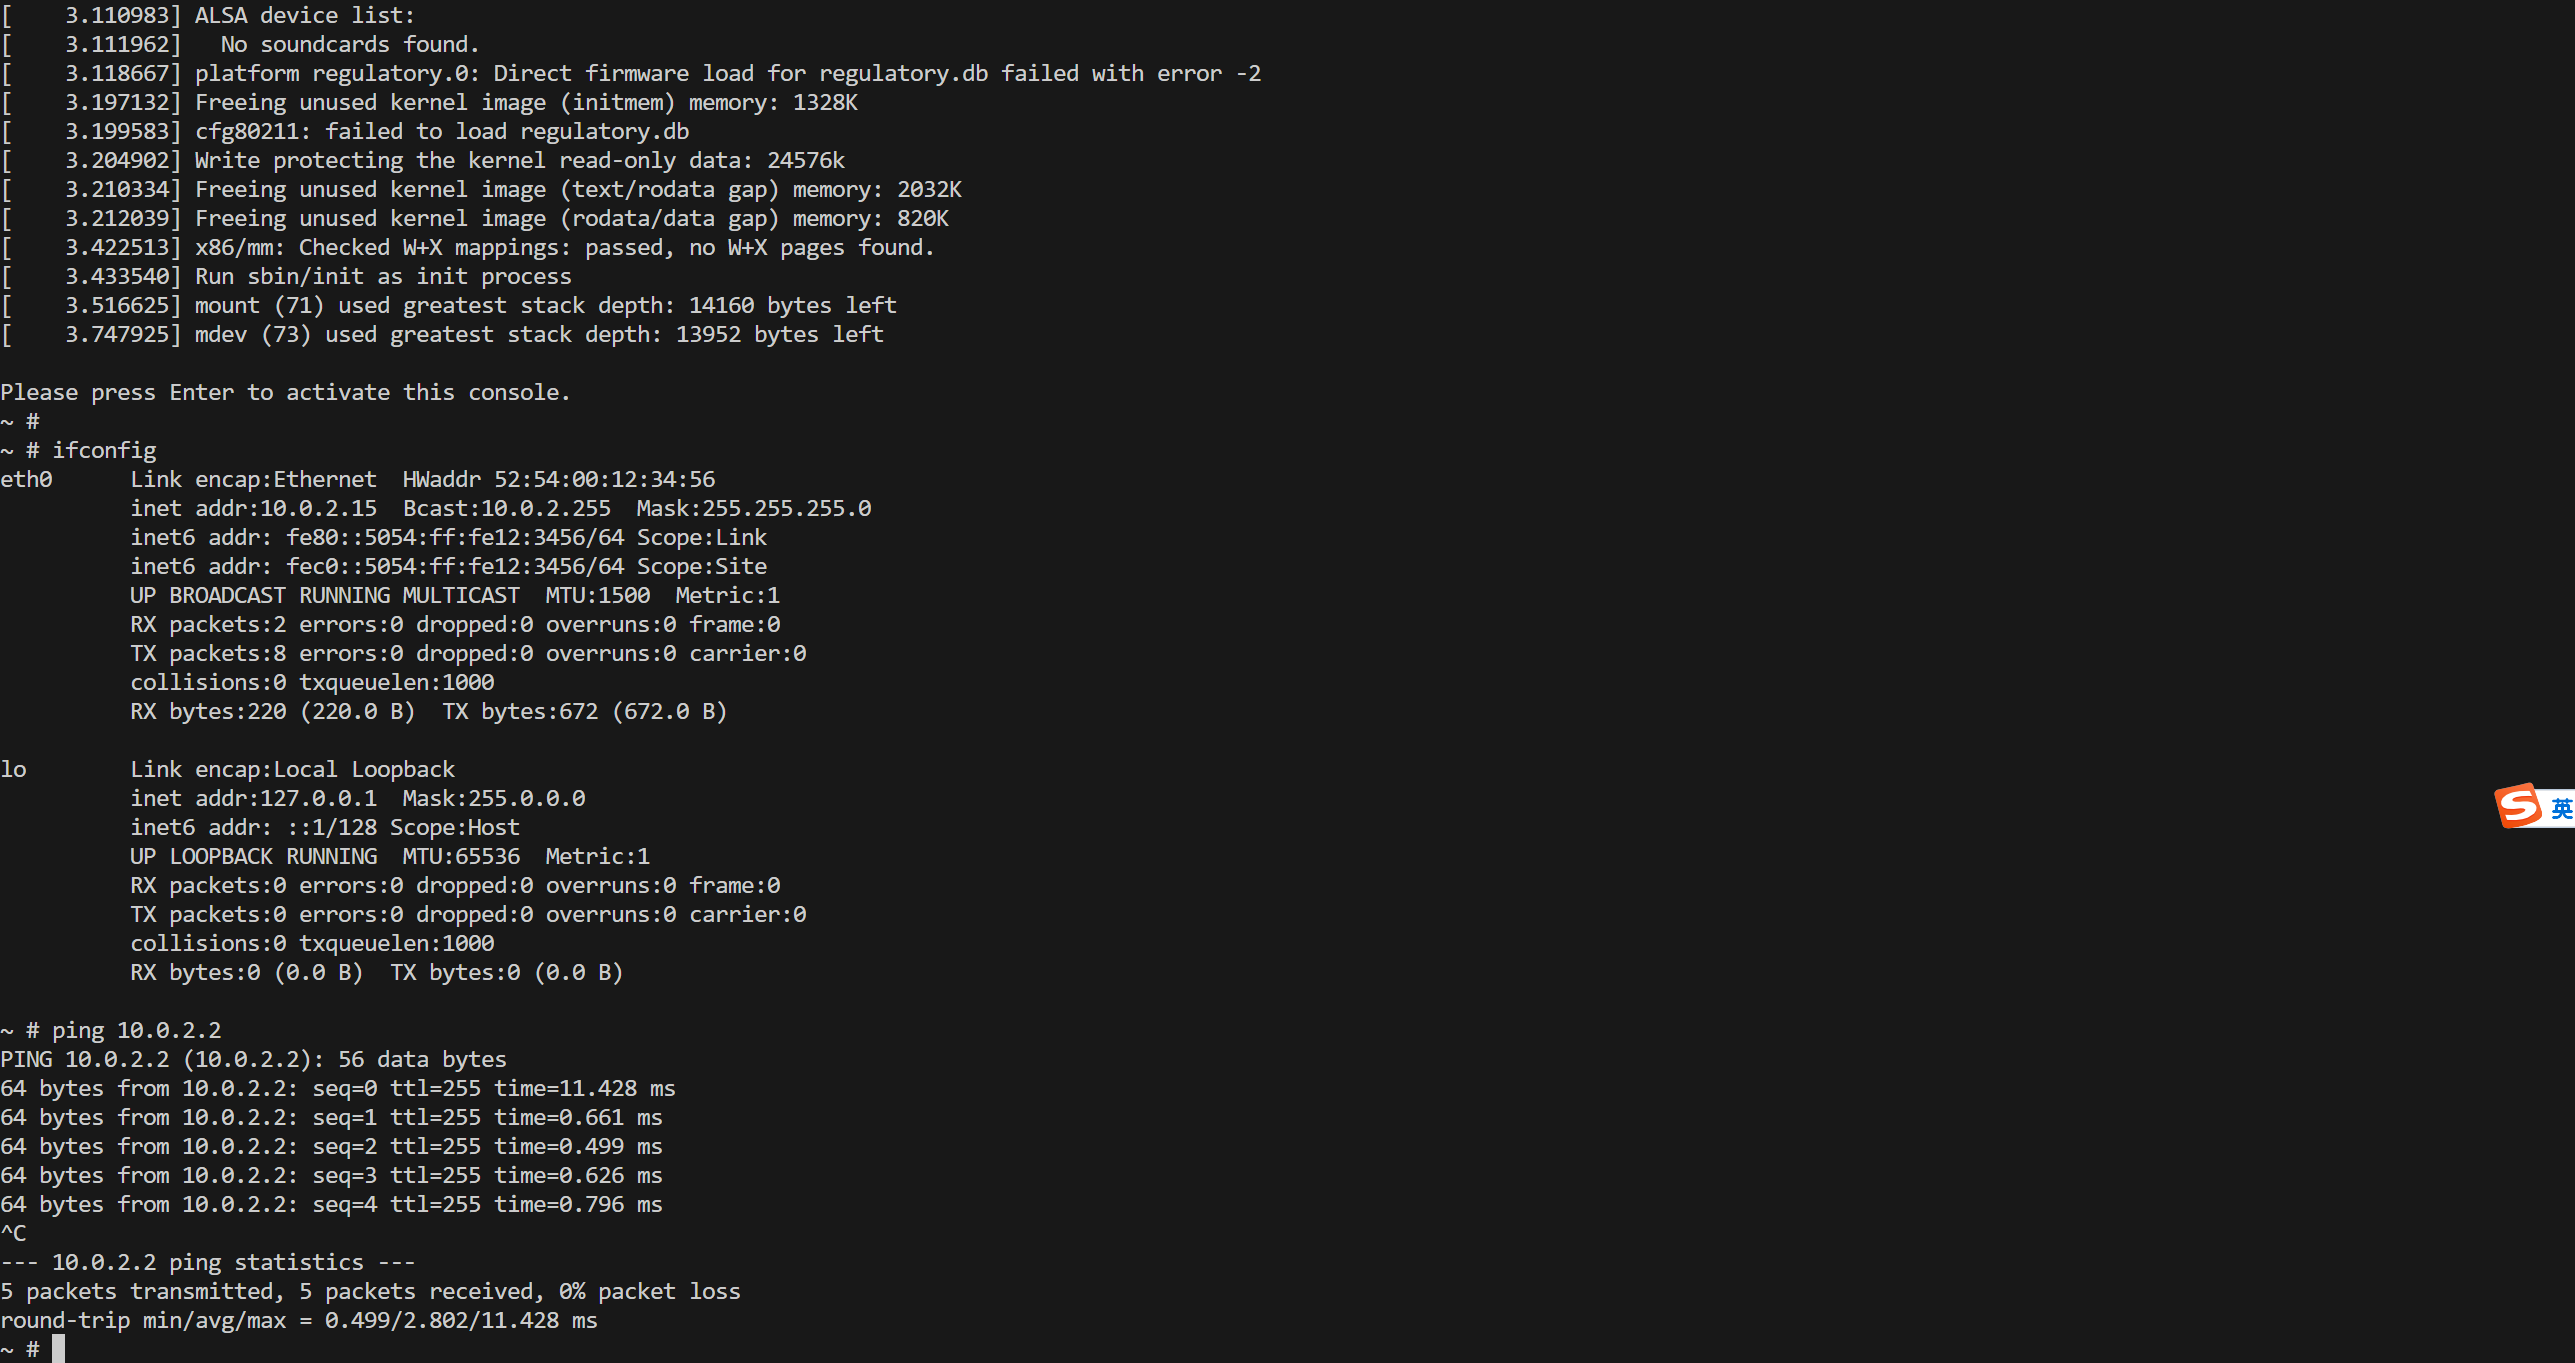 [    3.110983] ALSA device list:
[    3.111962]   No soundcards found.
[    3.118667] platform regulatory.0: Direct firmware load for regulatory.db failed with error -2
[    3.197132] Freeing unused kernel image (initmem) memory: 1328K
[    3.199583] cfg80211: failed to load regulatory.db
[    3.204902] Write protecting the kernel read-only data: 24576k
[    3.210334] Freeing unused kernel image (text/rodata gap) memory: 2032K
[    3.212039] Freeing unused kernel image (rodata/data gap) memory: 820K
[    3.422513] x86/mm: Checked W+X mappings: passed, no W+X pages found.
[    3.433540] Run sbin/init as init process
[    3.516625] mount (71) used greatest stack depth: 14160 bytes left
[    3.747925] mdev (73) used greatest stack depth: 13952 bytes left

Please press Enter to activate this console.
~ #
~ # ifconfig
eth0      Link encap:Ethernet  HWaddr 52:54:00:12:34:56
          inet addr:10.0.2.15  Bcast:10.0.2.255  Mask:255.255.255.0
          inet6 addr: fe80::5054:ff:fe12:3456/64 Scope:Link
          inet6 addr: fec0::5054:ff:fe12:3456/64 Scope:Site
          UP BROADCAST RUNNING MULTICAST  MTU:1500  Metric:1
          RX packets:2 errors:0 dropped:0 overruns:0 frame:0
          TX packets:8 errors:0 dropped:0 overruns:0 carrier:0
          collisions:0 txqueuelen:1000
          RX bytes:220 (220.0 B)  TX bytes:672 (672.0 B)

lo        Link encap:Local Loopback
          inet addr:127.0.0.1  Mask:255.0.0.0
          inet6 addr: ::1/128 Scope:Host
          UP LOOPBACK RUNNING  MTU:65536  Metric:1
          RX packets:0 errors:0 dropped:0 overruns:0 frame:0
          TX packets:0 errors:0 dropped:0 overruns:0 carrier:0
          collisions:0 txqueuelen:1000
          RX bytes:0 (0.0 B)  TX bytes:0 (0.0 B)

~ # ping 10.0.2.2
PING 10.0.2.2 (10.0.2.2): 56 data bytes
64 bytes from 10.0.2.2: seq=0 ttl=255 time=11.428 ms
64 bytes from 10.0.2.2: seq=1 ttl=255 time=0.661 ms
64 bytes from 10.0.2.2: seq=2 ttl=255 time=0.499 ms
64 bytes from 10.0.2.2: seq=3 ttl=255 time=0.626 ms
64 bytes from 10.0.2.2: seq=4 ttl=255 time=0.796 ms
^C
--- 10.0.2.2 ping statistics ---
5 packets transmitted, 5 packets received, 0% packet loss
round-trip min/avg/max = 0.499/2.802/11.428 ms
~ #
S 英